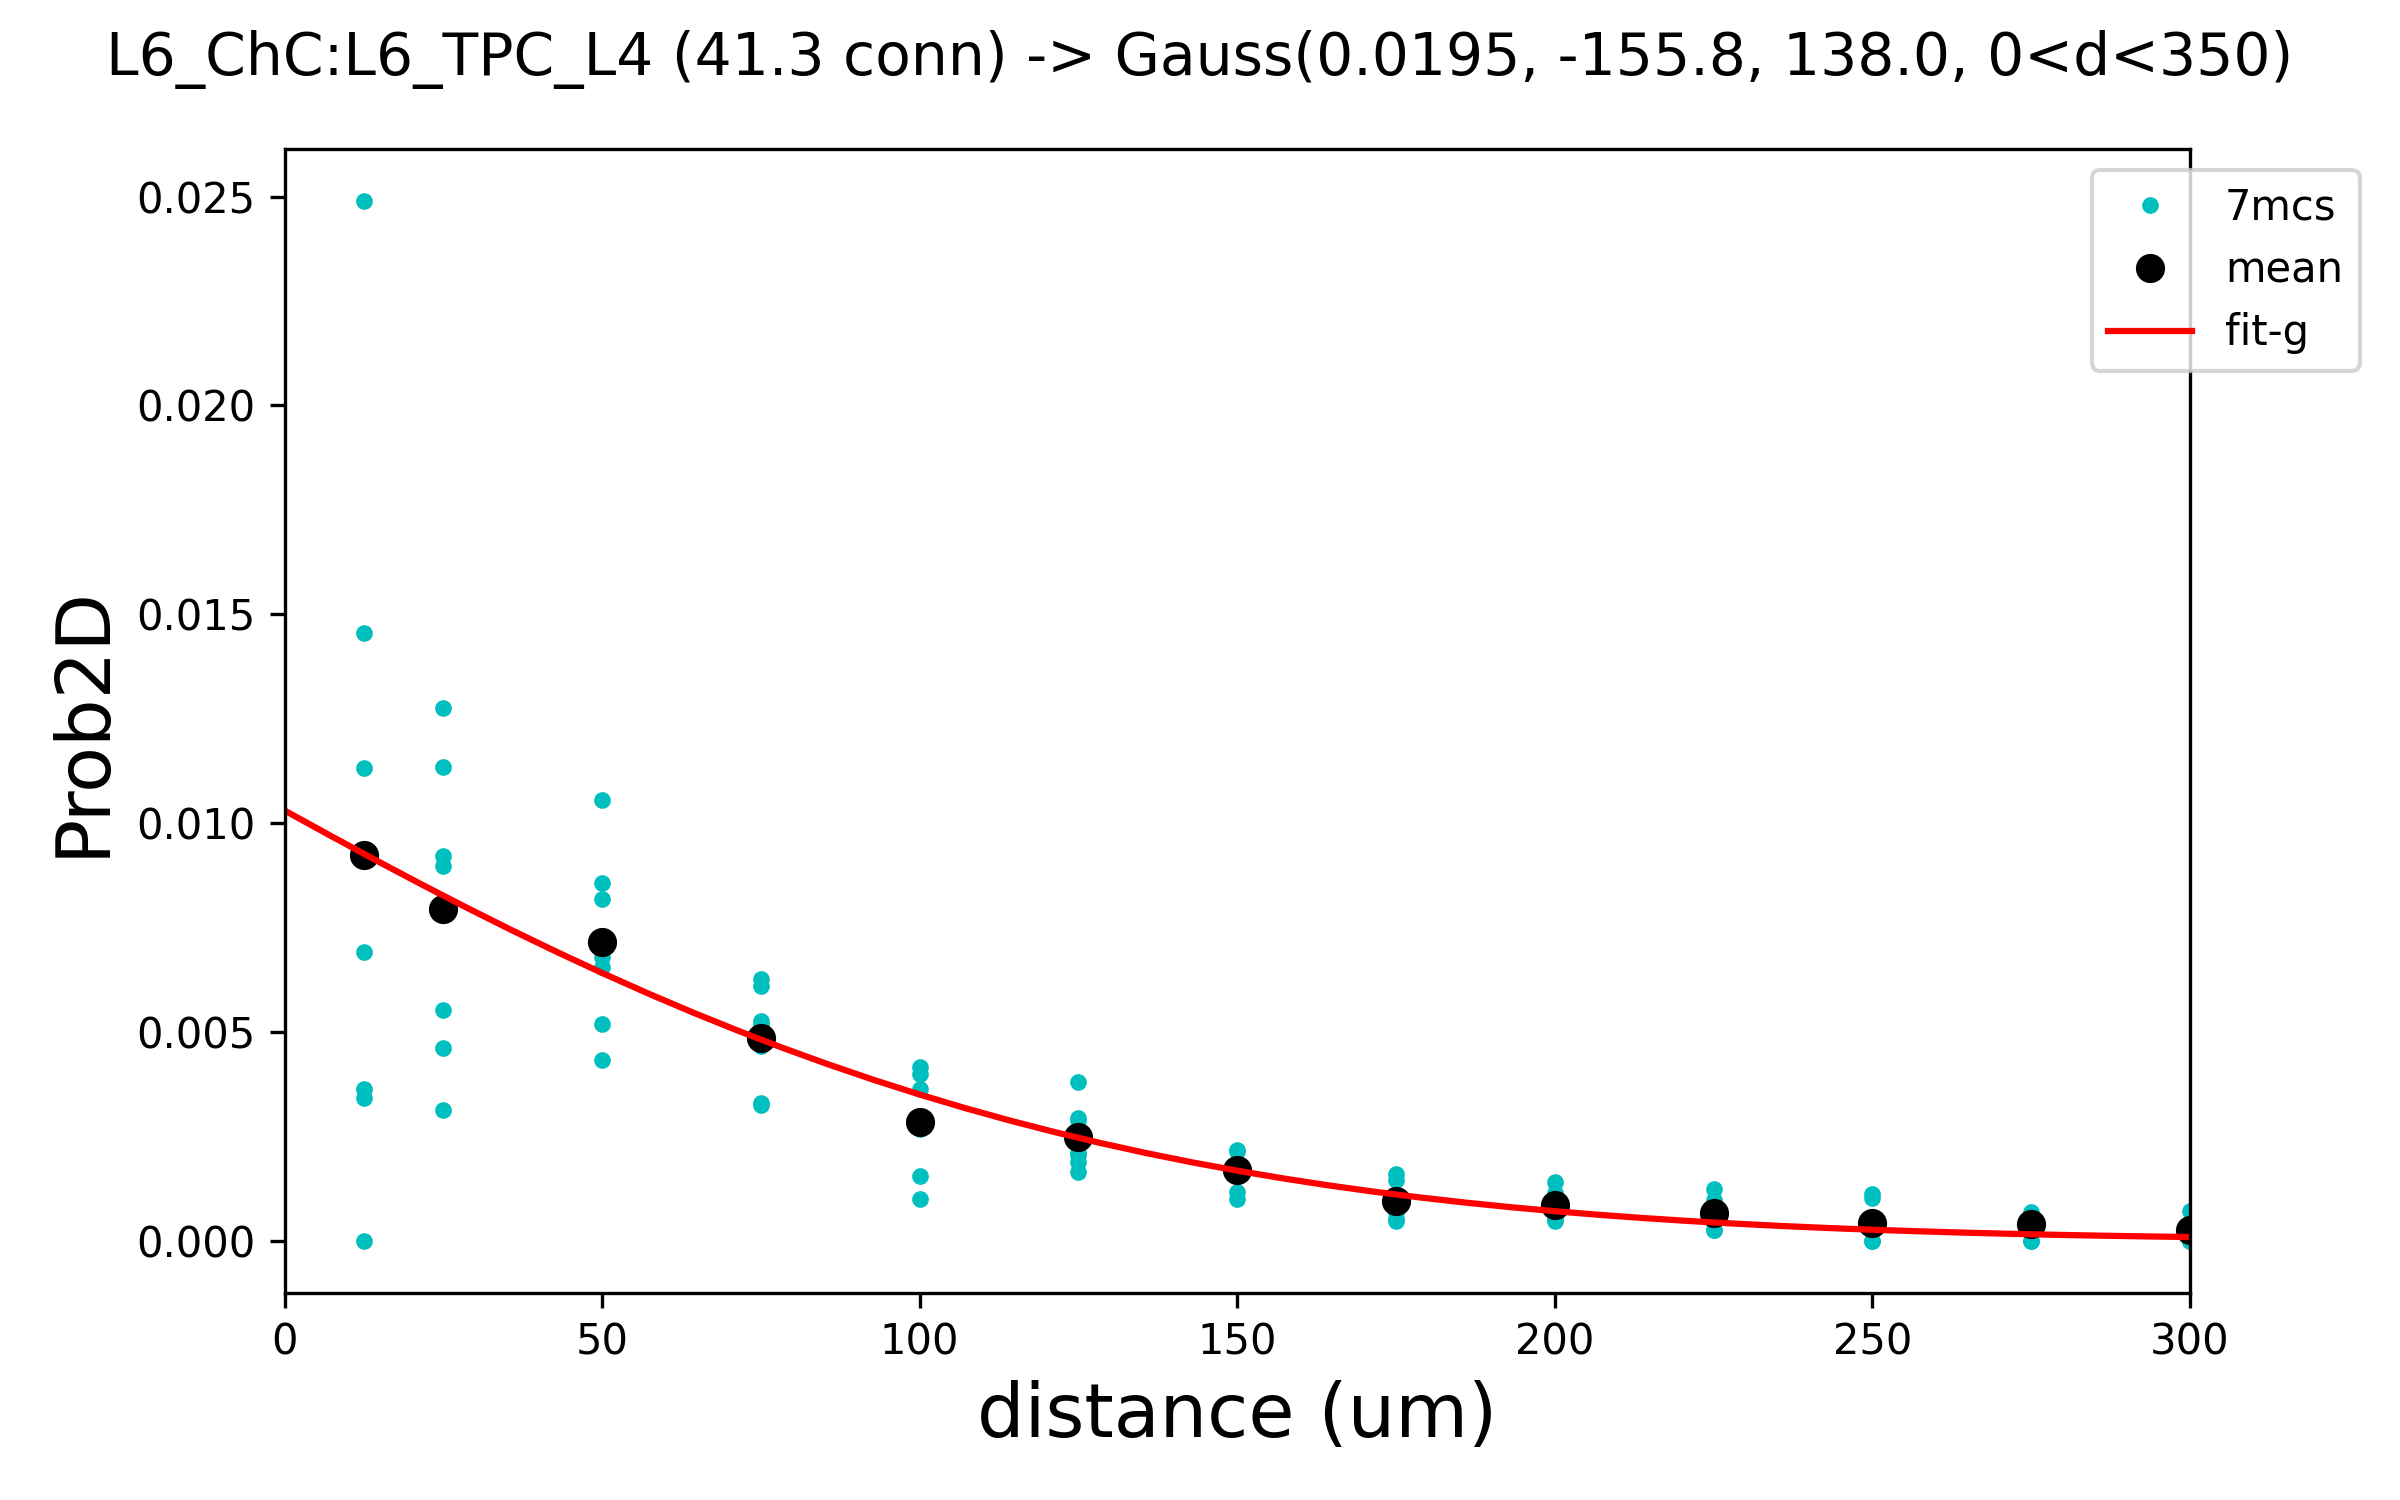 L6_ChC:L6_TPC_L4 (41.3 conn) -> Gauss(0.0195, -155.8, 138.0, 0<d<350)
7mcs
mean
fit-g
Prob2D
0.025
0.020
0.015
0.010
0.005
0.000
0 50 100 150 200 250 300
distance (um)